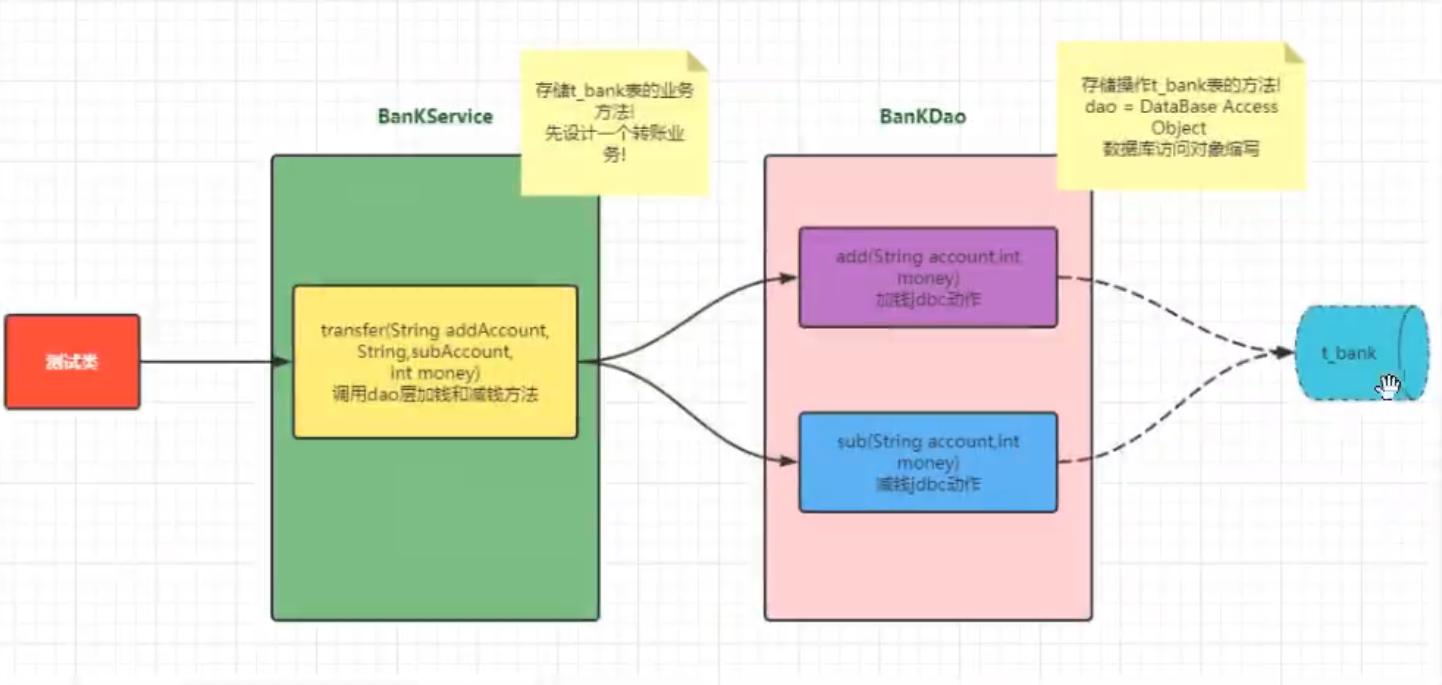 BanKService
存储t_bank表的业务
方法!
先设计一个转账业
务!
BanKDao
存储操作t_bank表的方法!
dao = DataBase Access
Object
数据库访问对象缩写
测试类
transfer(String addAccount,
String,subAccount,
int money)
调用dao层加钱和减钱方法
add(String account,int
money)
加钱jdbc动作
sub(String account,int
money)
减钱jdbc动作
t_bank